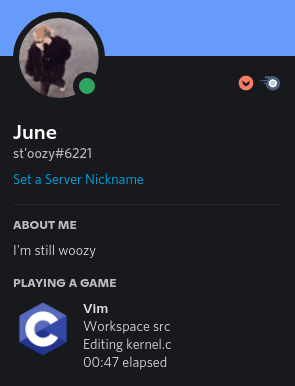 June
st'oozy#6221
Set a Server Nickname
ABOUT ME
I'm still woozy
PLAYING A GAME
C
Vim
Workspace src
Editing kernel.c
00:47 elapsed